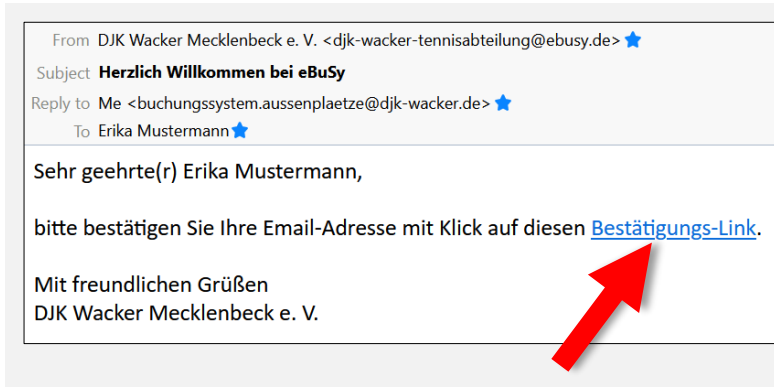 From DJK Wacker Mecklenbeck e. V. <djk-wacker-tennisabteilung@ebusy.de>
Subject Herzlich Willkommen bei eBuSy
Reply to Me <buchungssystem.aussenplaetze@djk-wacker.de>
To Erika Mustermann
Sehr geehrte(r) Erika Mustermann,
bitte bestätigen Sie Ihre Email-Adresse mit Klick auf diesen Bestätigungs-Link.
Mit freundlichen Grüßen
DJK Wacker Mecklenbeck e. V.